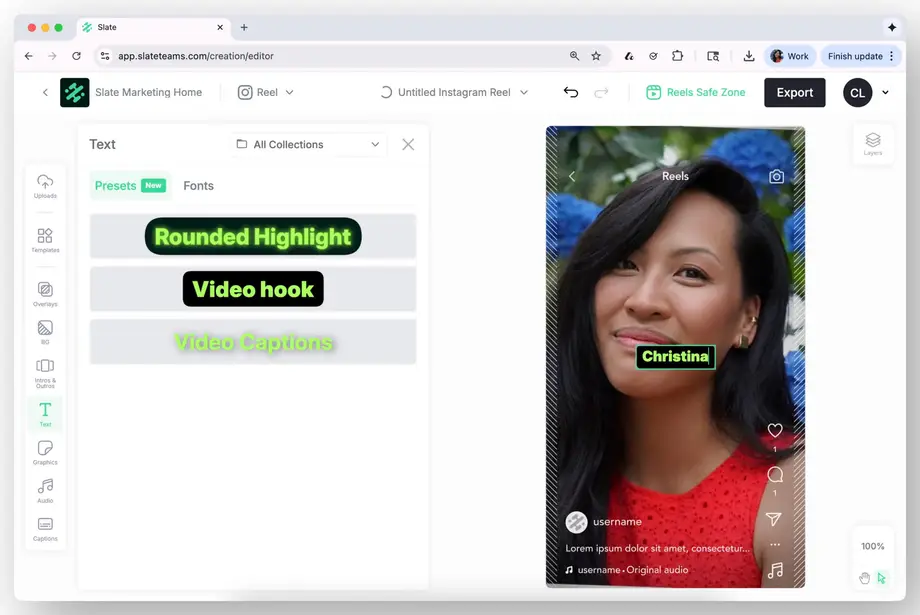 Slate
app.slateteams.com/creation/editor
Work
Finish update
Slate Marketing Home
Reel
Untitled Instagram Reel
Reels Safe Zone
Export
CL
Text
All Collections
Presets New
Fonts
Rounded Highlight
Video hook
Video Captions
Uploads
Templates
Overlays
BG
Intros &
Outros
Text
Graphics
Audio
Captions
Reels
Christina
1
1
username
Lorem ipsum dolor sit amet, consectetur...
username • Original audio
Layers
100%